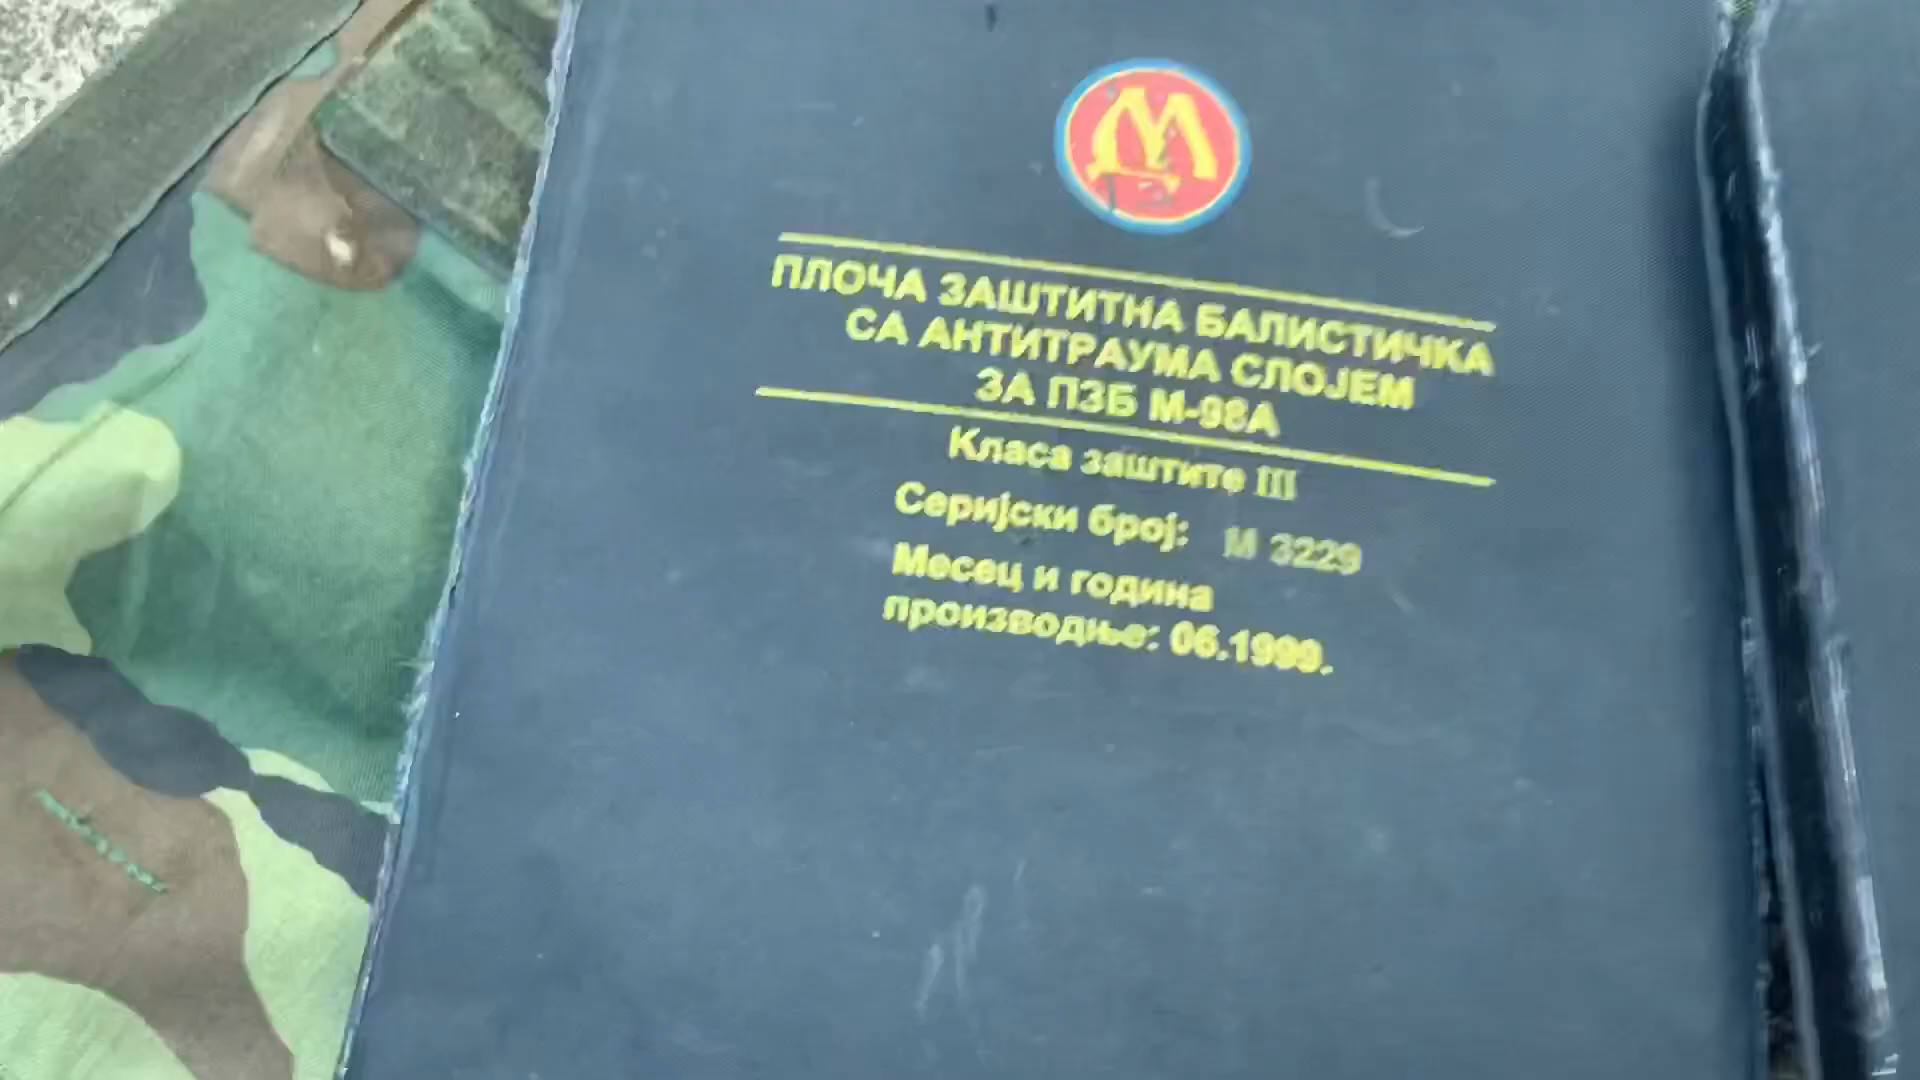 ПЛОЧА ЗАШТИТНА БАЛИСТИЧКА
СА АНТИТРАУМА СЛОЈЕМ
ЗА ПЗБ М-98А
Класа заштите III
Серијски број: М 3229
Месец и година
производње: 06.1999.